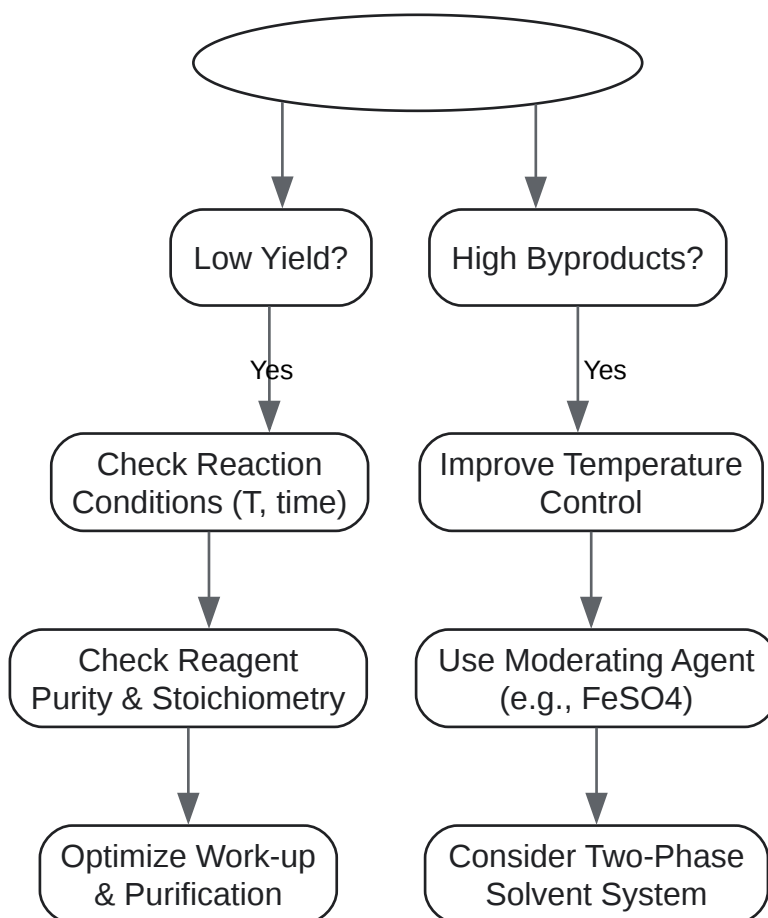 Low Yield?
High Byproducts?
Yes
Yes
Check Reaction
Conditions (T, time)
Improve Temperature
Control
Check Reagent
Purity & Stoichiometry
Use Moderating Agent
(e.g., FeSO4)
Optimize Work-up
& Purification
Consider Two-Phase
Solvent System